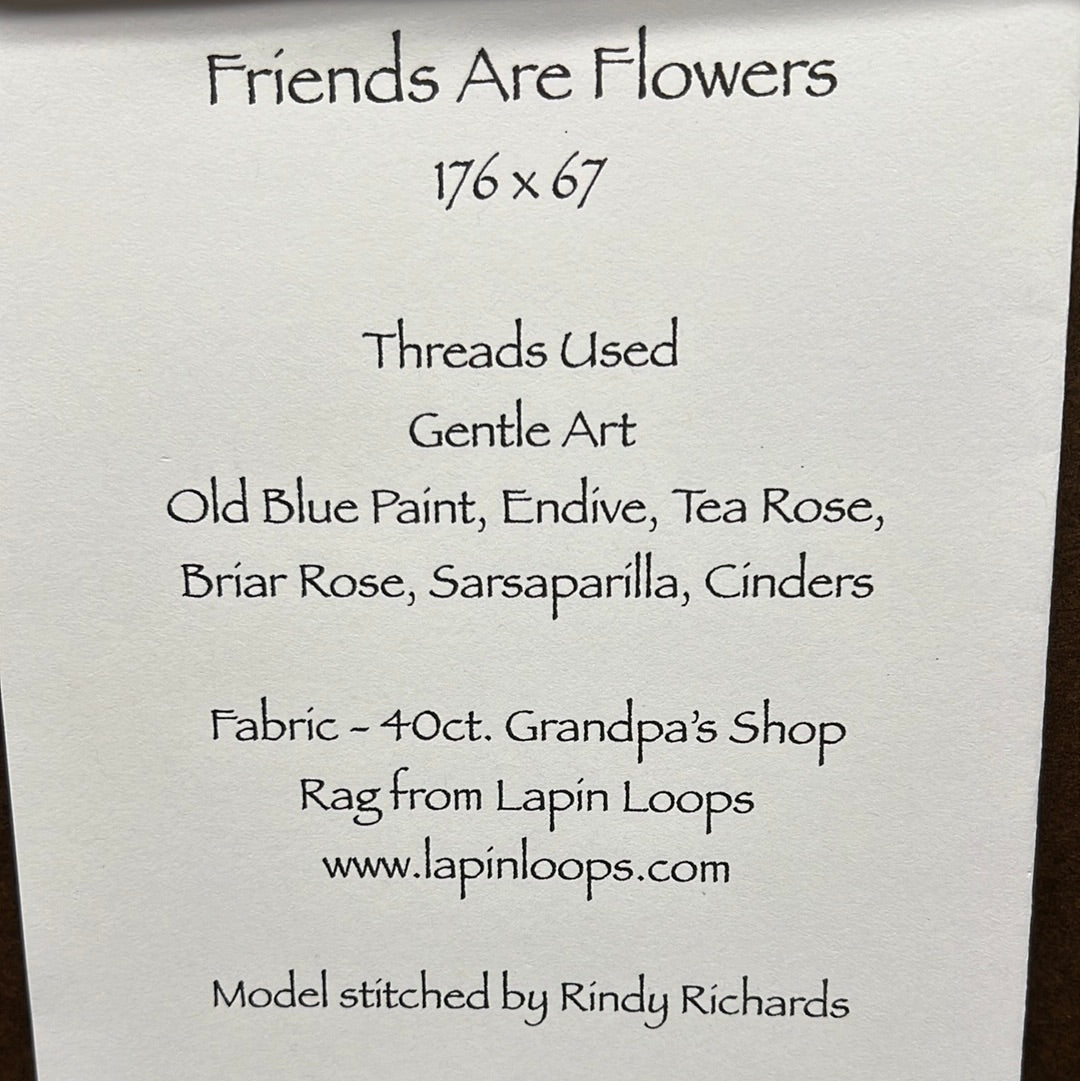 Friends Are Flowers
176 x 67
Threads Used
Gentle Art
Old Blue Paint, Endive, Tea Rose,
Briar Rose, Sarsaparilla, Cinders
Fabric - 40ct. Grandpa's Shop
Rag from Lapin Loops
www.lapinloops.com
Model stitched by Rindy Richards